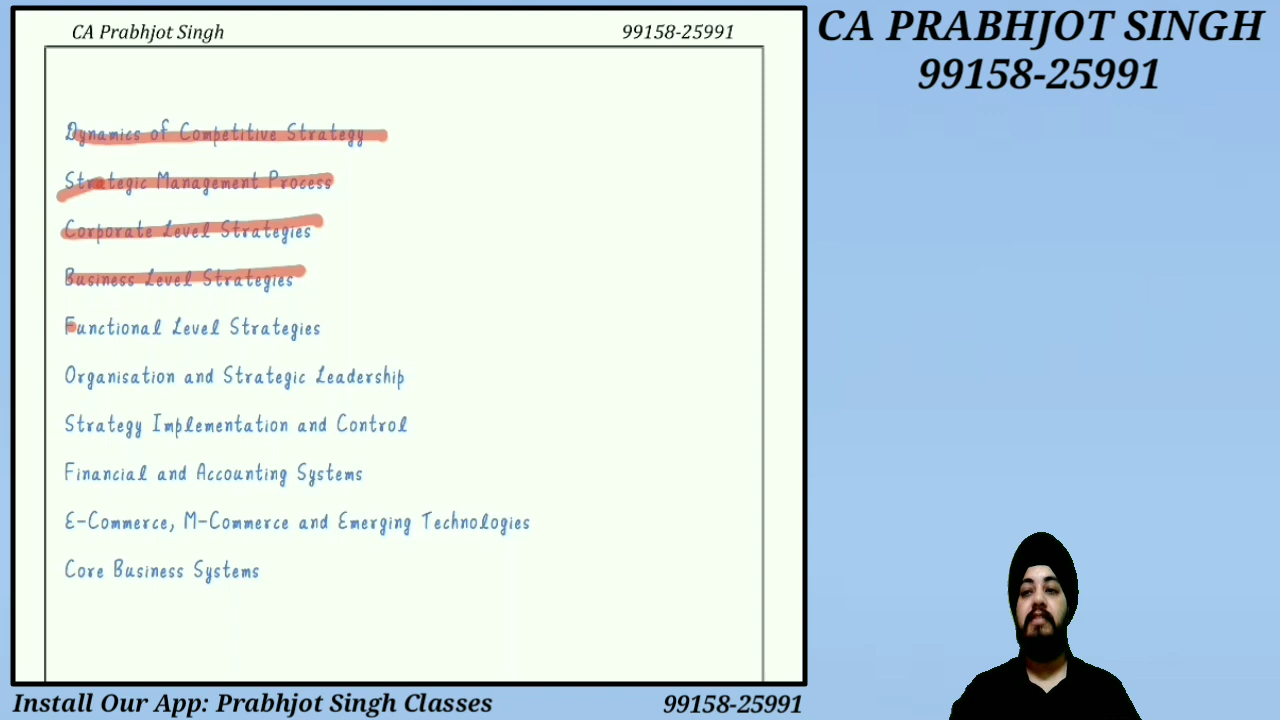 CA Prabhjot Singh 99158-25991
CA PRABHJOT SINGH
99158-25991
Dynamics of Competitive Strategy
Strategic Management Process
Corporate Level Strategies
Business Level Strategies
Functional Level Strategies
Organisation and Strategic Leadership
Strategy Implementation and Control
Financial and Accounting Systems
E-Commerce, M-Commerce and Emerging Technologies
Core Business Systems
Install Our App: Prabhjot Singh Classes 99158-25991